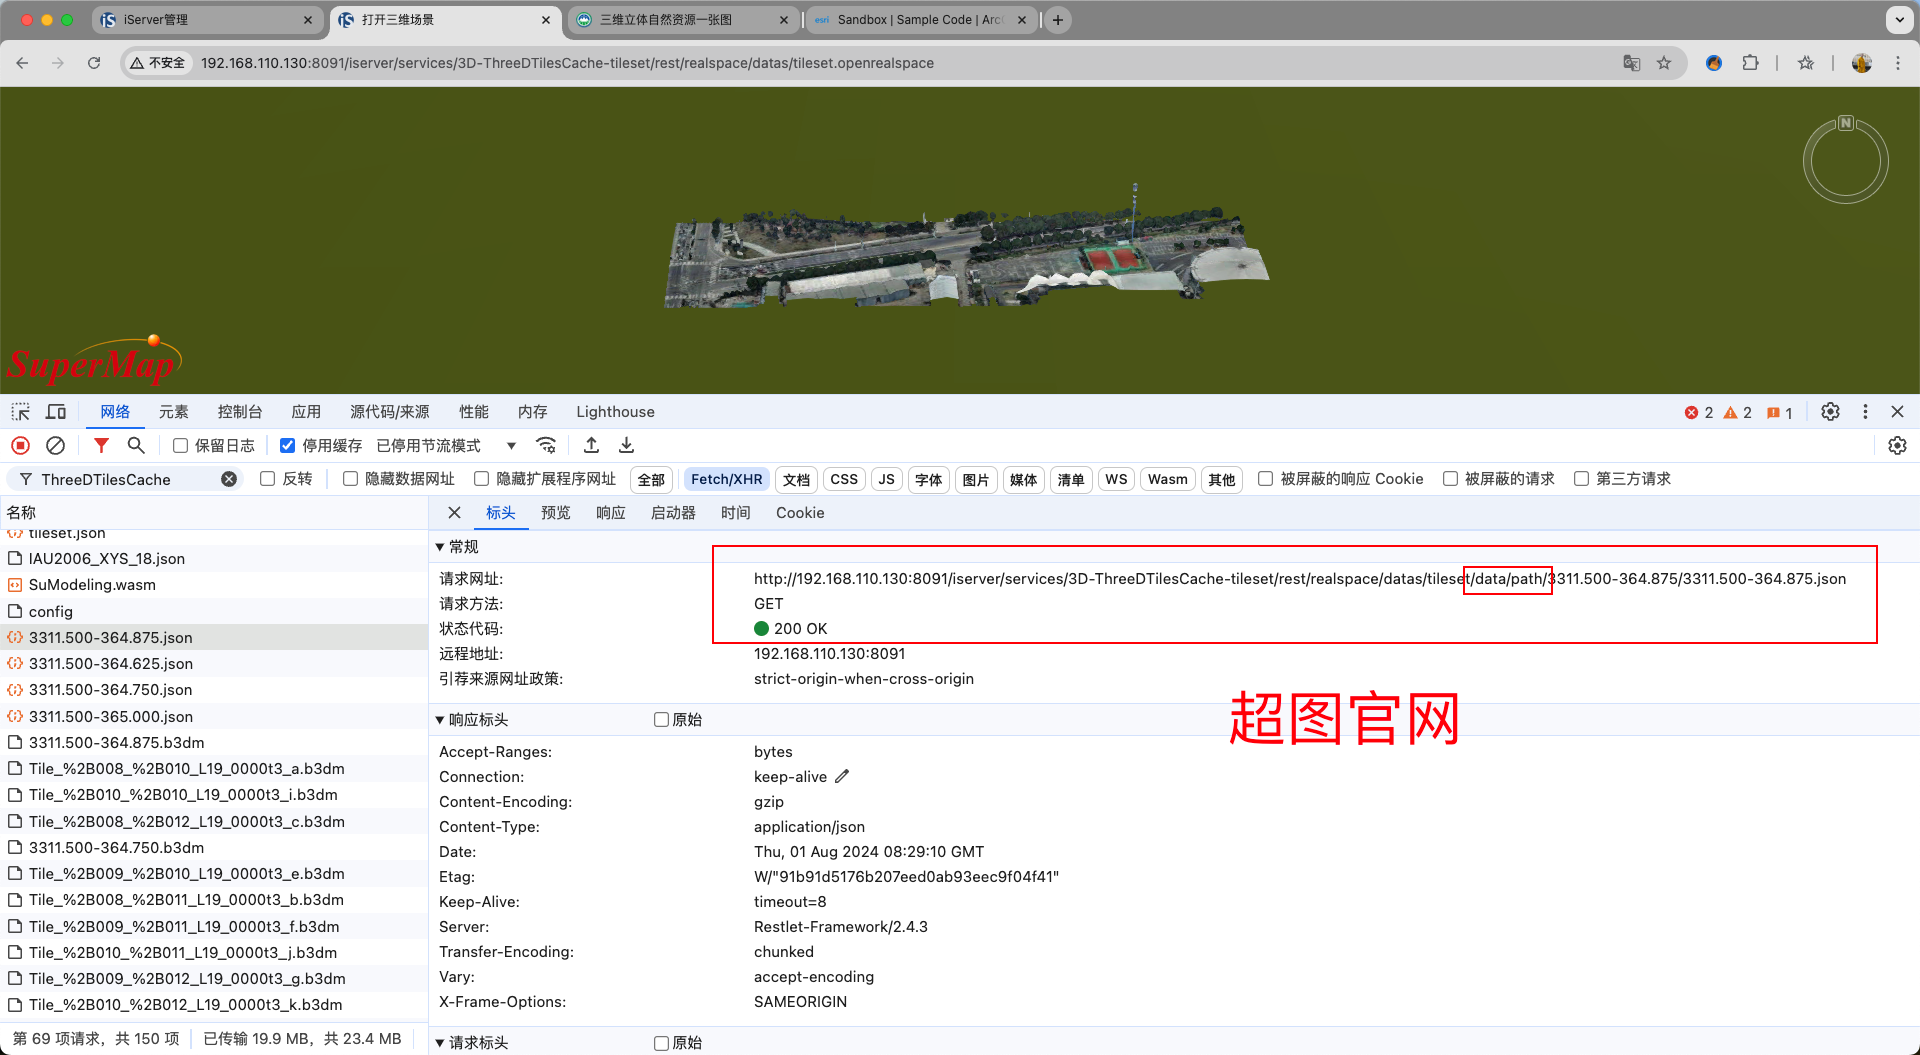 iServer管理
打开三维场景
三维立体自然资源一张图
Sandbox | Sample Code | Arc
不安全
192.168.110.130:8091/iserver/services/3D-ThreeDTilesCache-tileset/rest/realspace/datas/tileset.openrealspace
N
SuperMap
网络 元素 控制台 应用 源代码/来源 性能 内存 Lighthouse 2 2 1
保留日志 停用缓存 已停用节流模式
ThreeDTilesCache 反转 隐藏数据网址 隐藏扩展程序网址 全部 Fetch/XHR 文档 CSS JS 字体 图片 媒体 清单 WS Wasm 其他 被屏蔽的响应 Cookie 被屏蔽的请求 第三方请求
名称
tileset.json
IAU2006_XYS_18.json
SuModeling.wasm
config
3311.500-364.875.json
3311.500-364.625.json
3311.500-364.750.json
3311.500-365.000.json
3311.500-364.875.b3dm
Tile_%2B008_%2B010_L19_0000t3_a.b3dm
Tile_%2B010_%2B010_L19_0000t3_i.b3dm
Tile_%2B008_%2B012_L19_0000t3_c.b3dm
3311.500-364.750.b3dm
Tile_%2B009_%2B010_L19_0000t3_e.b3dm
Tile_%2B008_%2B011_L19_0000t3_b.b3dm
Tile_%2B009_%2B011_L19_0000t3_f.b3dm
Tile_%2B010_%2B011_L19_0000t3_j.b3dm
Tile_%2B009_%2B012_L19_0000t3_g.b3dm
Tile_%2B010_%2B012_L19_0000t3_k.b3dm
第 69 项请求，共 150 项 已传输 19.9 MB，共 23.4 MB
标头 预览 响应 启动器 时间 Cookie
常规
请求网址: http://192.168.110.130:8091/iserver/services/3D-ThreeDTilesCache-tileset/rest/realspace/datas/tileset/data/path/3311.500-364.875/3311.500-364.875.json
请求方法: GET
状态代码: 200 OK
远程地址: 192.168.110.130:8091
引荐来源网址政策: strict-origin-when-cross-origin
超图官网
响应标头 原始
Accept-Ranges: bytes
Connection: keep-alive
Content-Encoding: gzip
Content-Type: application/json
Date: Thu, 01 Aug 2024 08:29:10 GMT
Etag: W/"91b91d5176b207eed0ab93eec9f04f41"
Keep-Alive: timeout=8
Server: Restlet-Framework/2.4.3
Transfer-Encoding: chunked
Vary: accept-encoding
X-Frame-Options: SAMEORIGIN
请求标头 原始